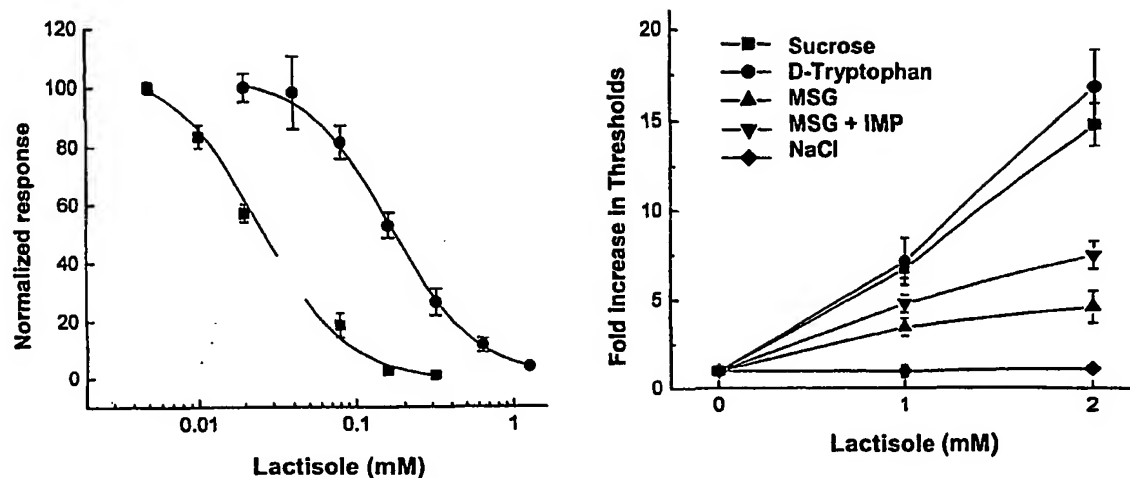 Normalized response
120
100
80
60
40
20
0
0.01
0.1
1
Lactisole (mM)
Fold increase in Thresholds
20
15
10
5
0
Sucrose
D-Tryptophan
MSG
MSG + IMP
NaCl
0
1
2
Lactisole (mM)